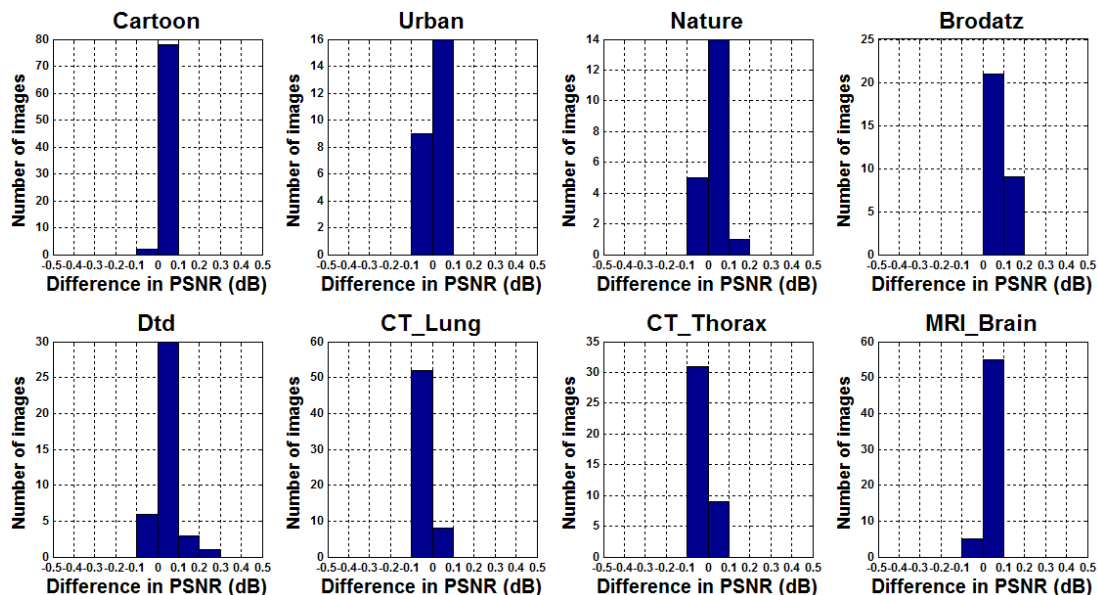 Cartoon
Number of images
80
70
60
50
40
30
20
10
0
-0.5-0.4-0.3-0.2-0.1 0 0.1 0.2 0.3 0.4 0.5
Difference in PSNR (dB)
Urban
Number of images
16
14
12
10
8
6
4
2
0
-0.5-0.4-0.3-0.2-0.1 0 0.1 0.2 0.3 0.4 0.5
Difference in PSNR (dB)
Nature
Number of images
14
12
10
8
6
4
2
0
-0.5-0.4-0.3-0.2-0.1 0 0.1 0.2 0.3 0.4 0.5
Difference in PSNR (dB)
Brodatz
Number of images
25
20
15
10
5
0
-0.5-0.4-0.3-0.2-0.1 0 0.1 0.2 0.3 0.4 0.5
Difference in PSNR (dB)
Dtd
Number of images
30
25
20
15
10
5
0
-0.5-0.4-0.3-0.2-0.1 0 0.1 0.2 0.3 0.4 0.5
Difference in PSNR (dB)
CT_Lung
Number of images
60
50
40
30
20
10
0
-0.5-0.4-0.3-0.2-0.1 0 0.1 0.2 0.3 0.4 0.5
Difference in PSNR (dB)
CT_Thorax
Number of images
35
30
25
20
15
10
5
0
-0.5-0.4-0.3-0.2-0.1 0 0.1 0.2 0.3 0.4 0.5
Difference in PSNR (dB)
MRI_Brain
Number of images
60
50
40
30
20
10
0
-0.5-0.4-0.3-0.2-0.1 0 0.1 0.2 0.3 0.4 0.5
Difference in PSNR (dB)